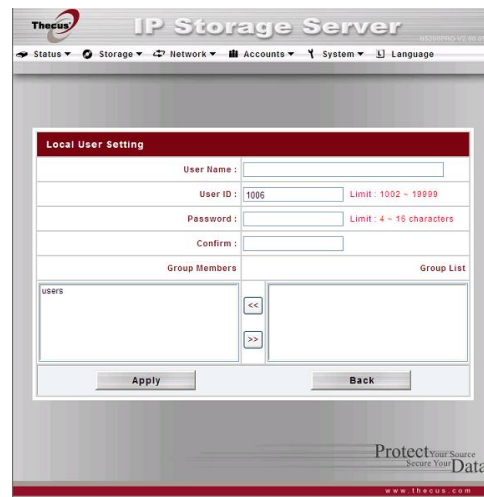 Thecus IP Storage Server
Status Storage Network Accounts System Language
Local User Setting
User Name :
User ID : 1006 Limit : 1002 ~ 19999
Password : Limit : 4 ~ 16 characters
Confirm :
Group Members Group List
users
<<
>>
Apply Back
Protect Your Source
Secure Your Data
www.thecus.com